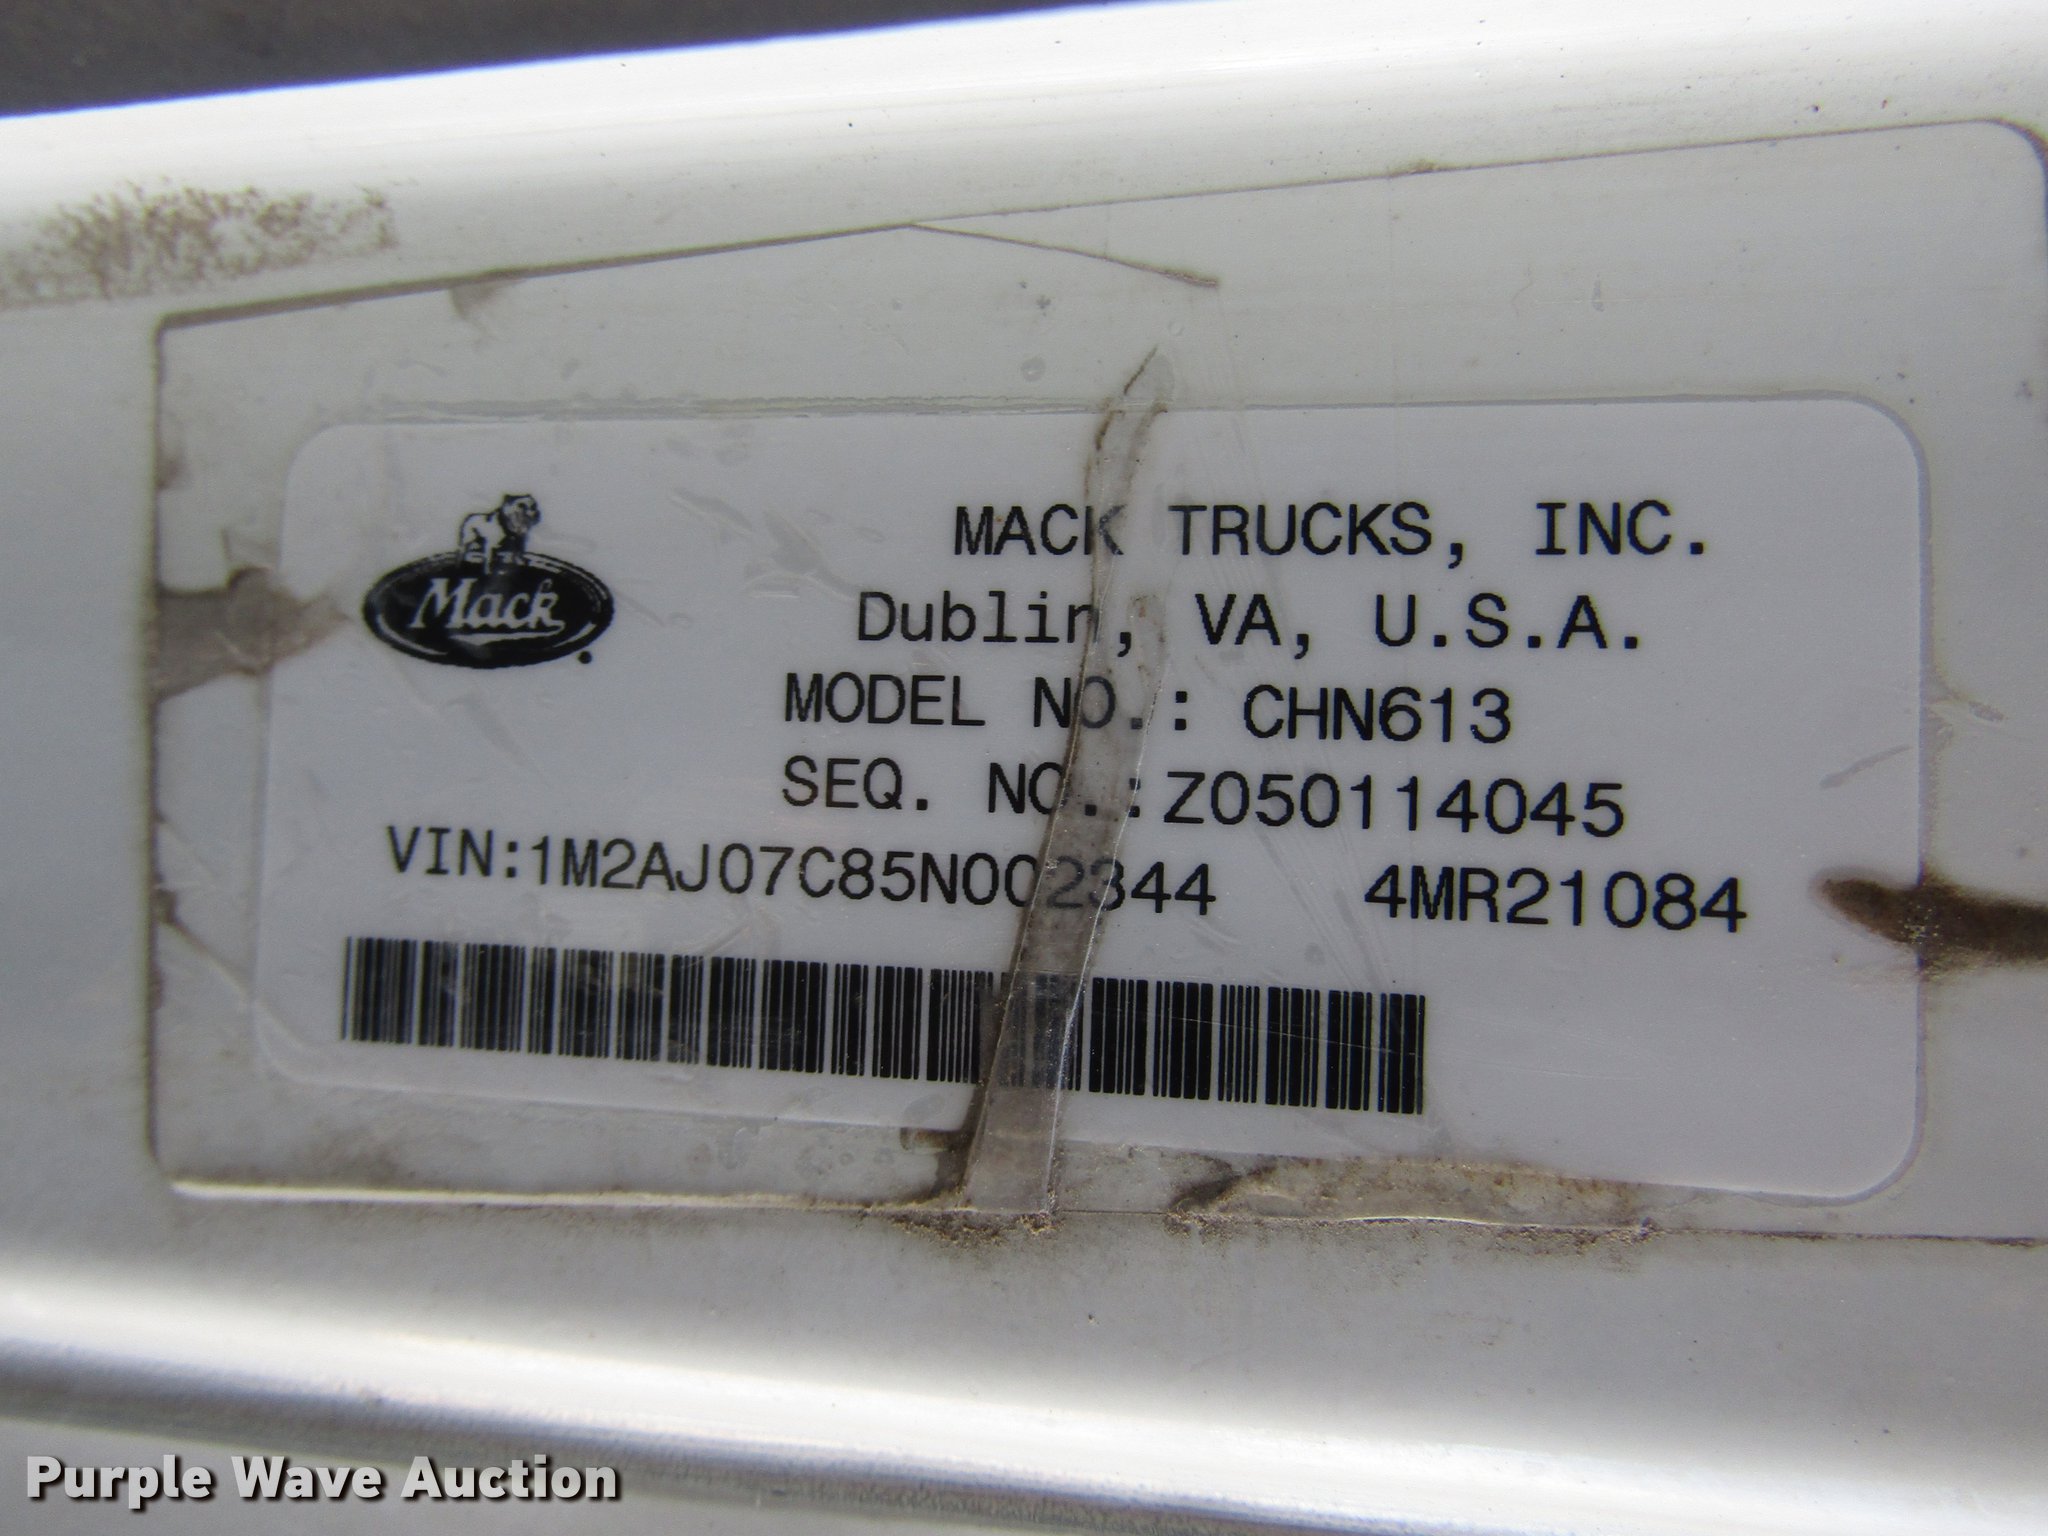 Mack
MACK TRUCKS, INC.
Dublin, VA, U.S.A.
MODEL NO.: CHN613
SEQ. NO.:Z050114045
VIN:1M2AJ07C85N002344 4MR21084
Purple Wave Auction